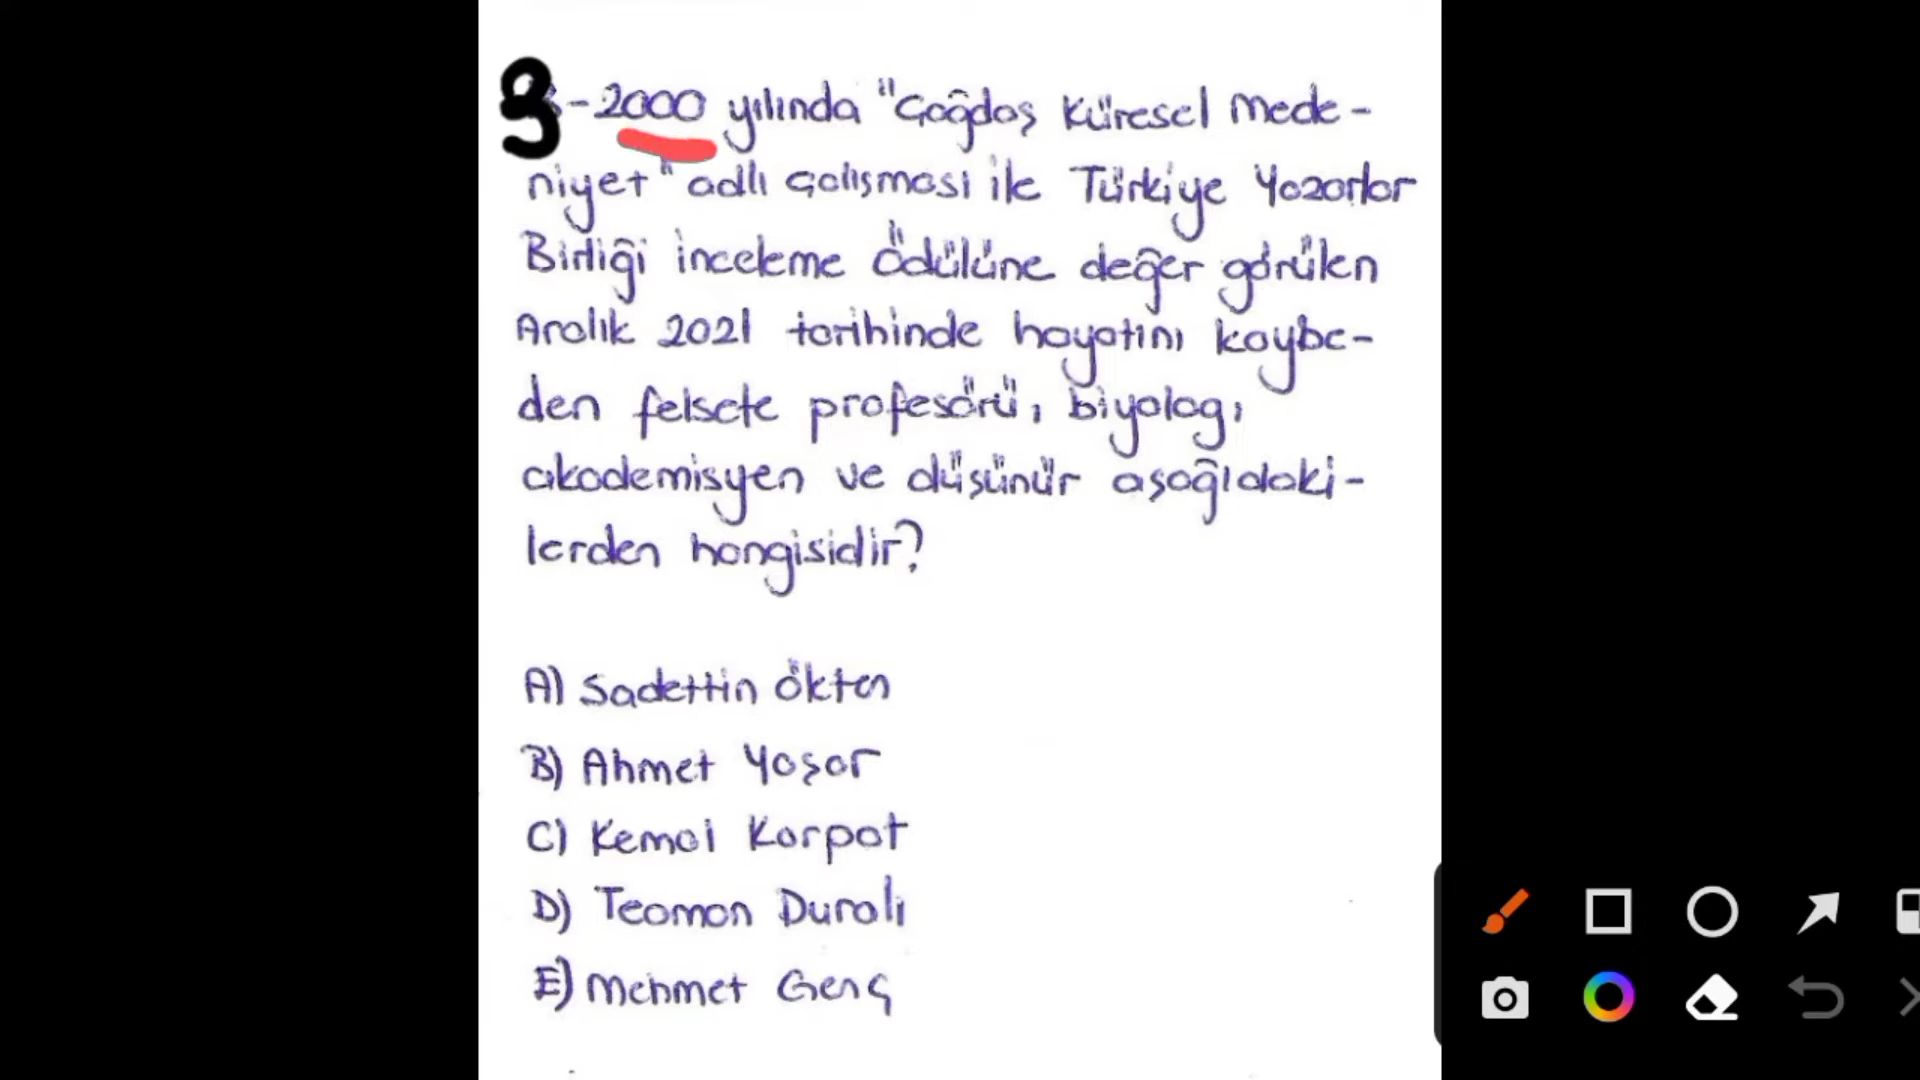 3-2000 yılında "Çağdaş Küresel Mede-
niyet" adlı çalışması ile Türkiye Yazarlar
Birliği İnceleme Ödülüne değer görülen
Aralık 2021 tarihinde hayatını kaybe-
den felsefe profesörü, biyolog,
akademisyen ve düşünür aşağıdaki-
lerden hangisidir?
A) Sadettin Ökten
B) Ahmet Yaşar
C) Kemal Karpat
D) Teoman Duralı
E) Mehmet Genç